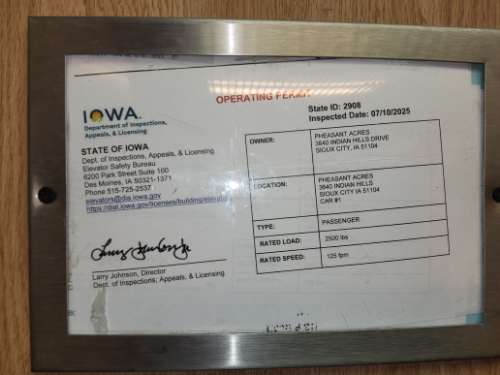 OPERATING PERMIT
IOWA.
Department of Inspections,
Appeals, & Licensing
State ID: 2908
Inspected Date: 07/10/2025
STATE OF IOWA
Dept. of Inspections, Appeals, & Licensing
Elevator Safety Bureau
6200 Park Street Suite 100
Des Moines, IA 50321-1371
Phone 515-725-2537
OWNER:
PHEASANT ACRES
3640 INDIAN HILLS DRIVE
SIOUX CITY, IA 51104
LOCATION:
PHEASANT ACRES
3640 INDIAN HILLS
SIOUX CITY IA 51104
CAR #1
TYPE:
PASSENGER
RATED LOAD:
2500 lbs
RATED SPEED:
125 fpm
Larry Johnson, Director
Dept. of Inspections, Appeals, & Licensing